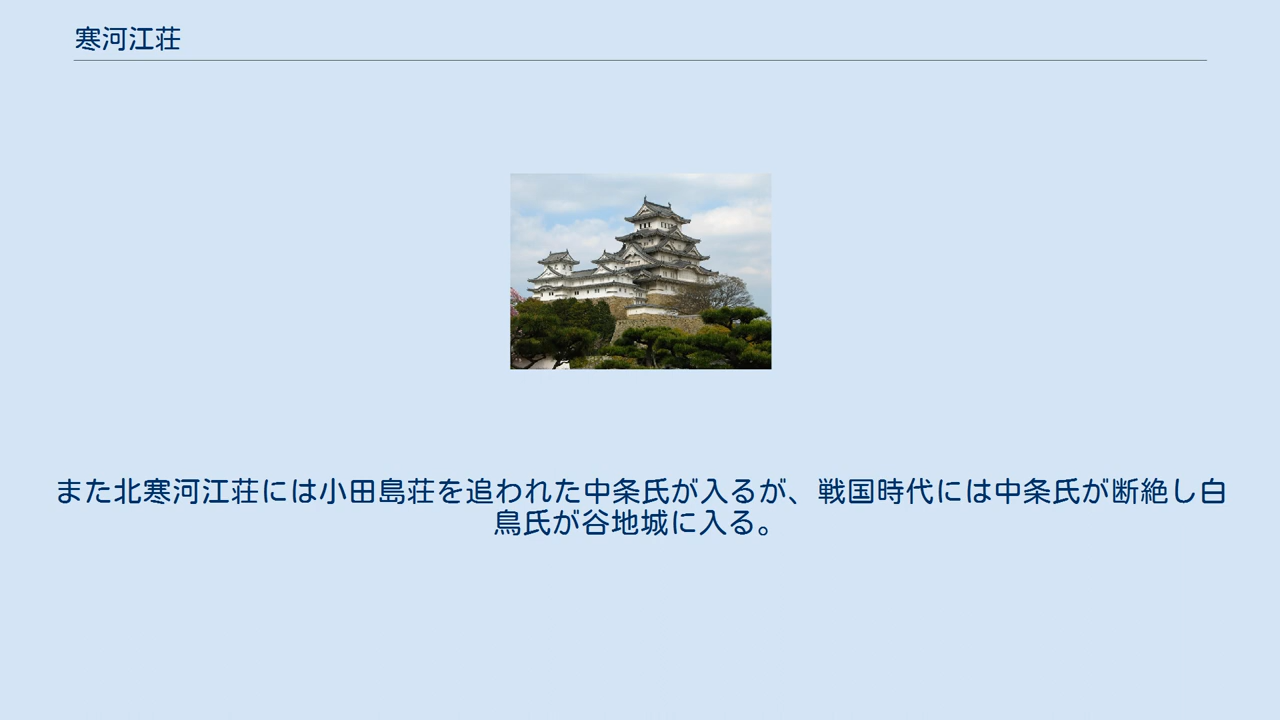 寒河江荘
また北寒河江荘には小田島荘を追われた中条氏が入るが、戦国時代には中条氏が断絶し白
鳥氏が谷地城に入る。